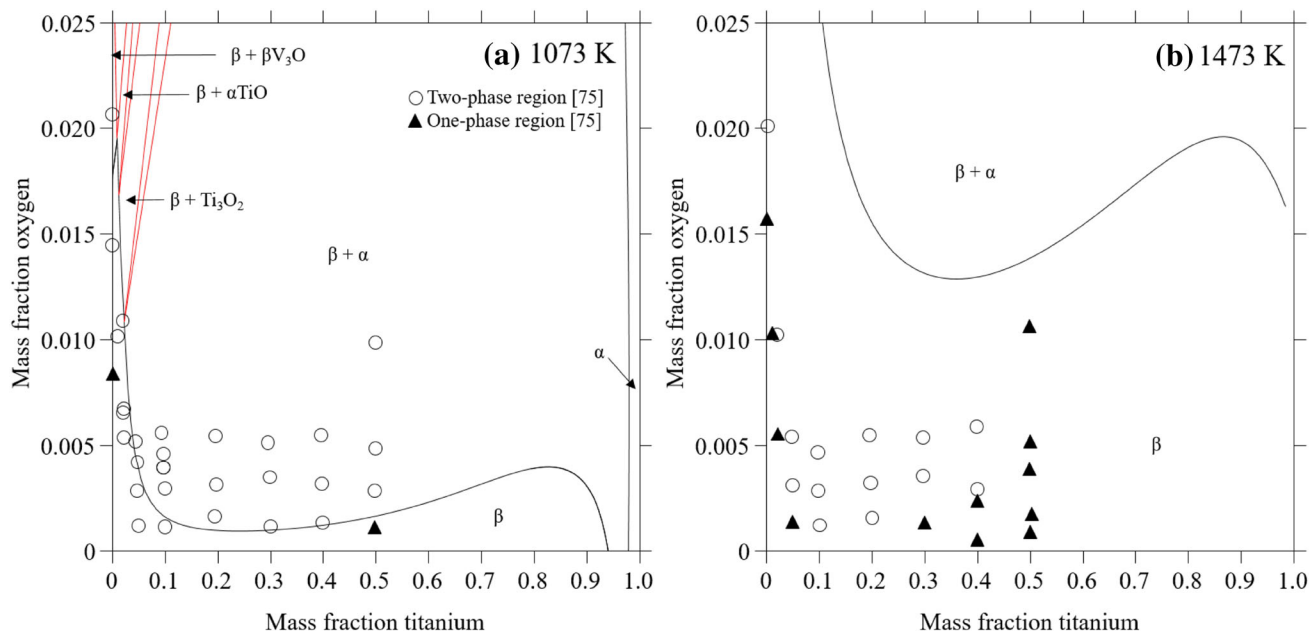 0 0.1 0.2 0.3 0.4 0.5 0.6 0.7 0.8 0.9 1.0
Mass fraction titanium
0
0.005
0.010
0.015
0.020
0.025
Mass fraction oxygen
(a) 1073 K
β + βV₃O
β + αTiO
β + Ti₃O₂
Two-phase region [75]
One-phase region [75]
β + α
α
β
0 0.1 0.2 0.3 0.4 0.5 0.6 0.7 0.8 0.9 1.0
Mass fraction titanium
0
0.005
0.010
0.015
0.020
0.025
Mass fraction oxygen
(b) 1473 K
β + α
β